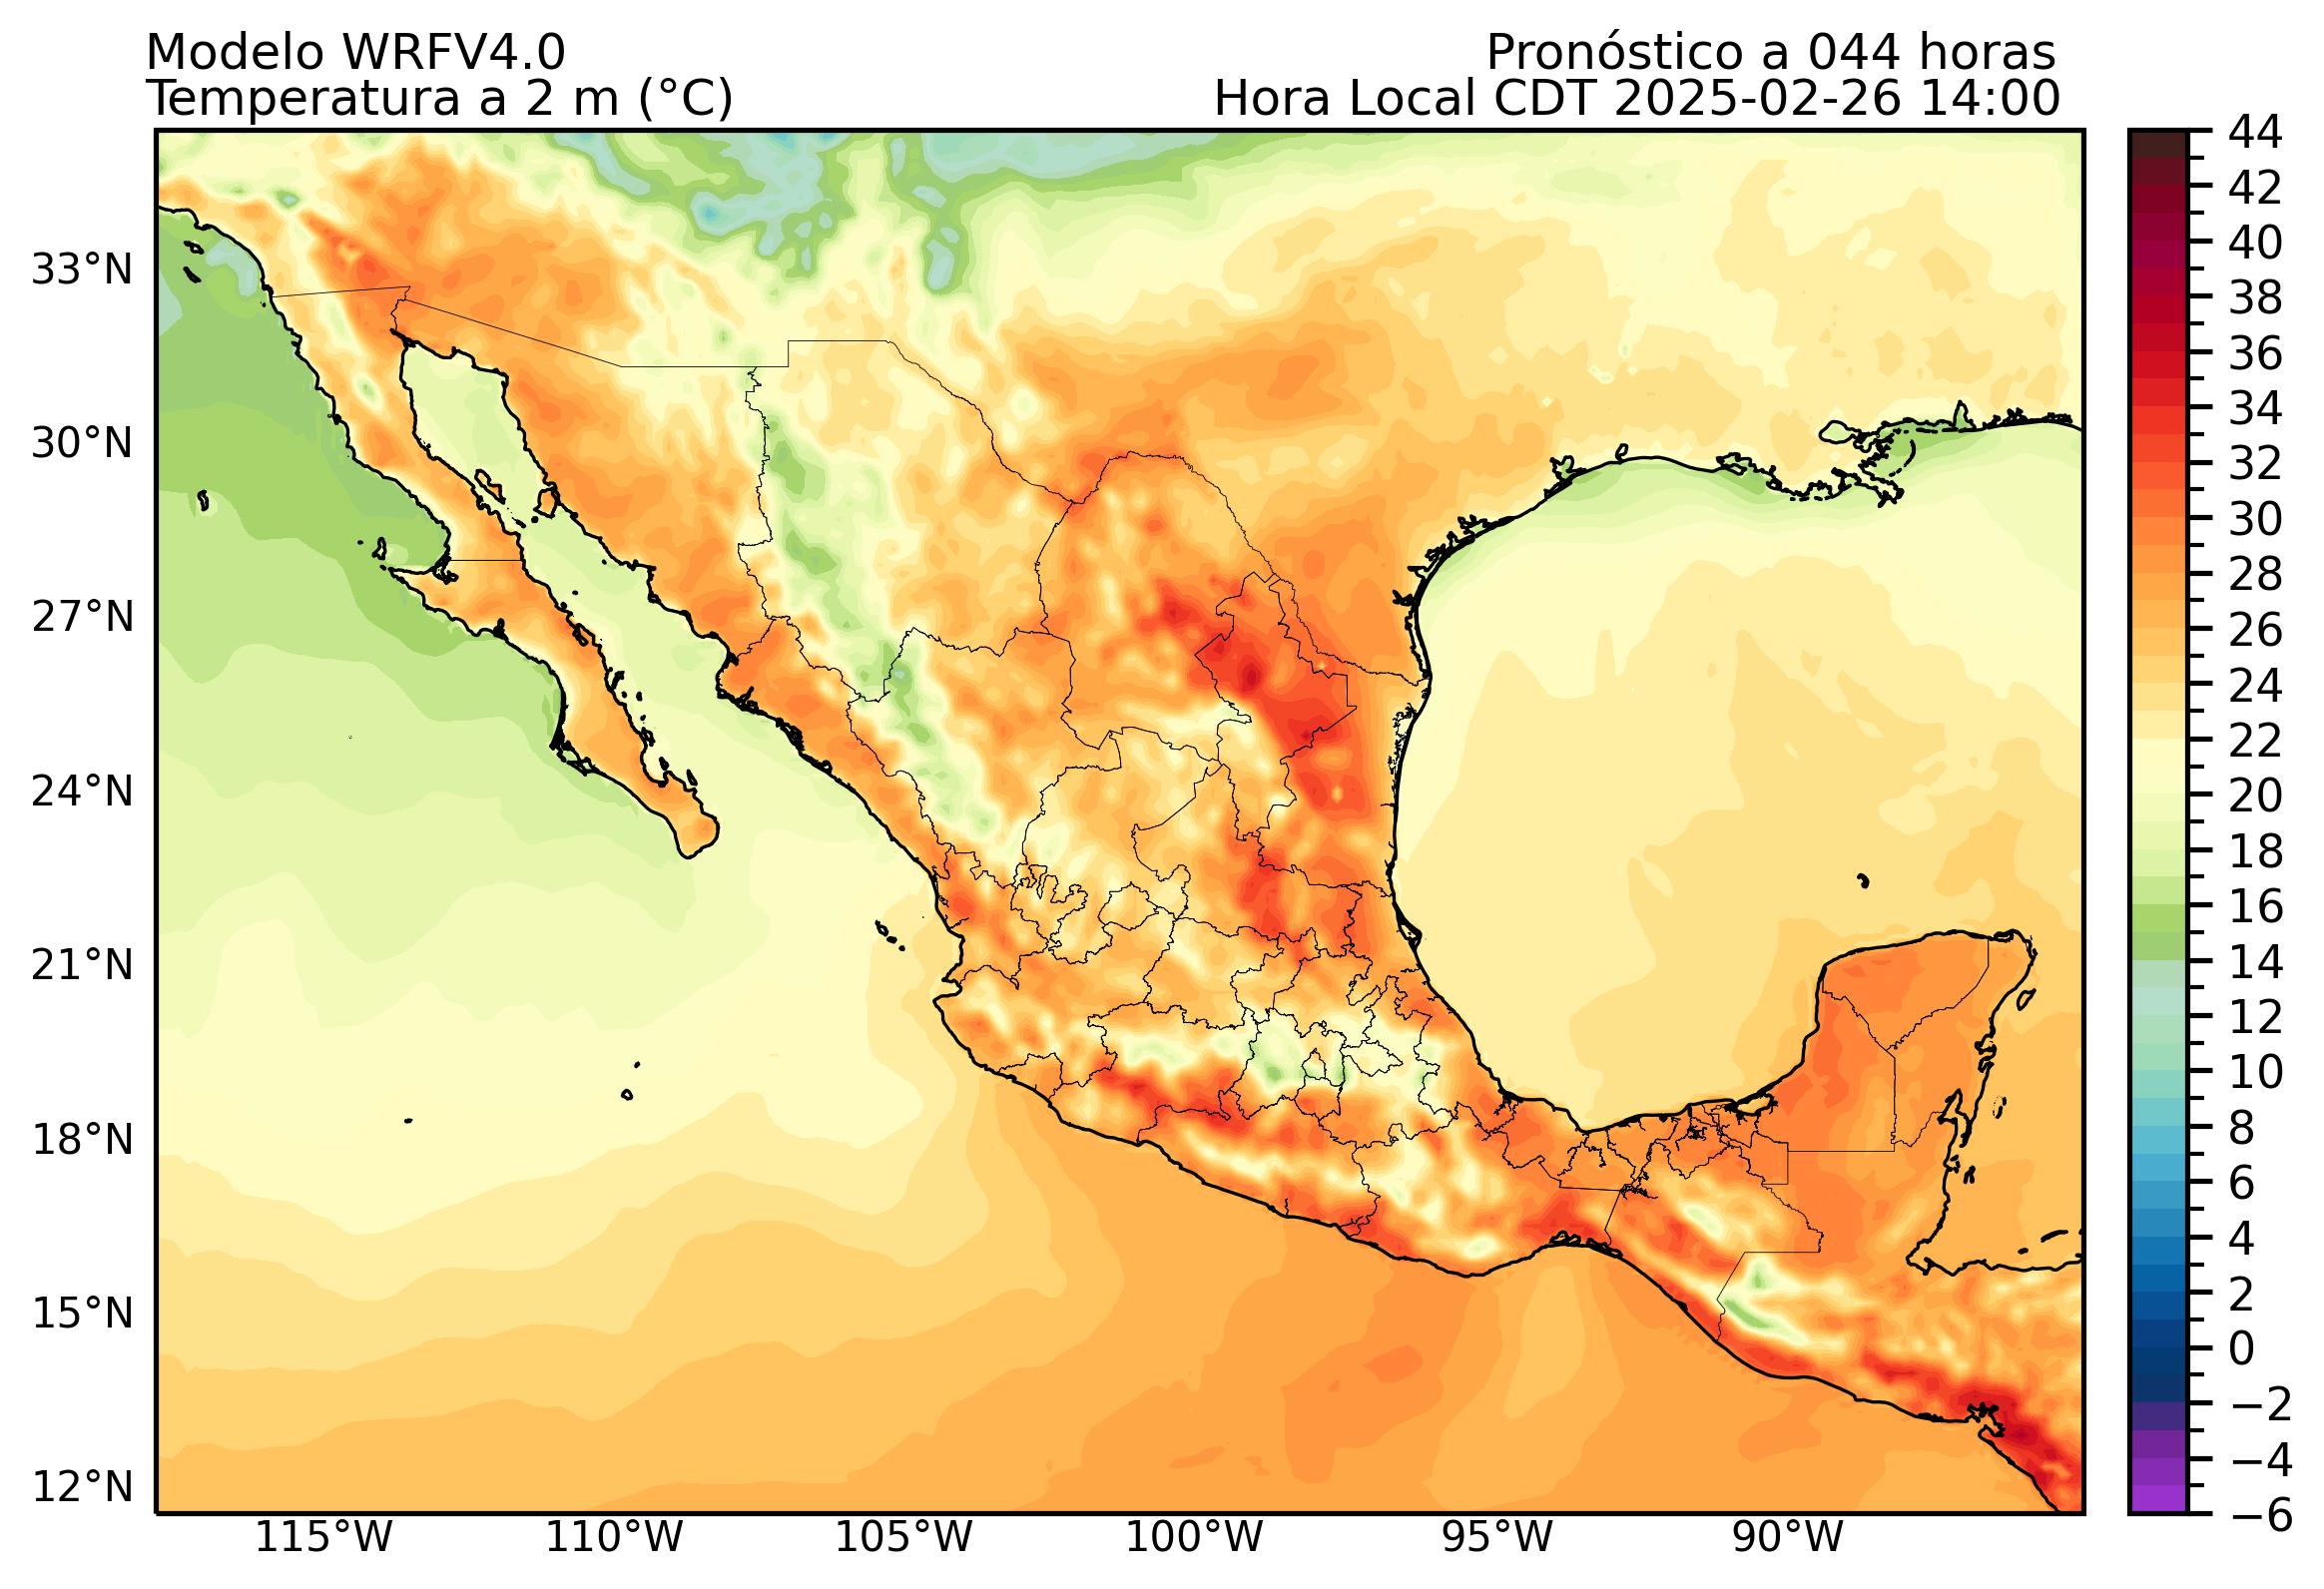 Modelo WRFV4.0
Pronóstico a 044 horas
Temperatura a 2 m (°C)
Hora Local CDT 2025-02-26 14:00
33°N
30°N
27°N
24°N
21°N
18°N
15°N
12°N
115°W
110°W
105°W
100°W
95°W
90°W
44
42
40
38
36
34
32
30
28
26
24
22
20
18
16
14
12
10
8
6
4
2
0
−2
−4
−6